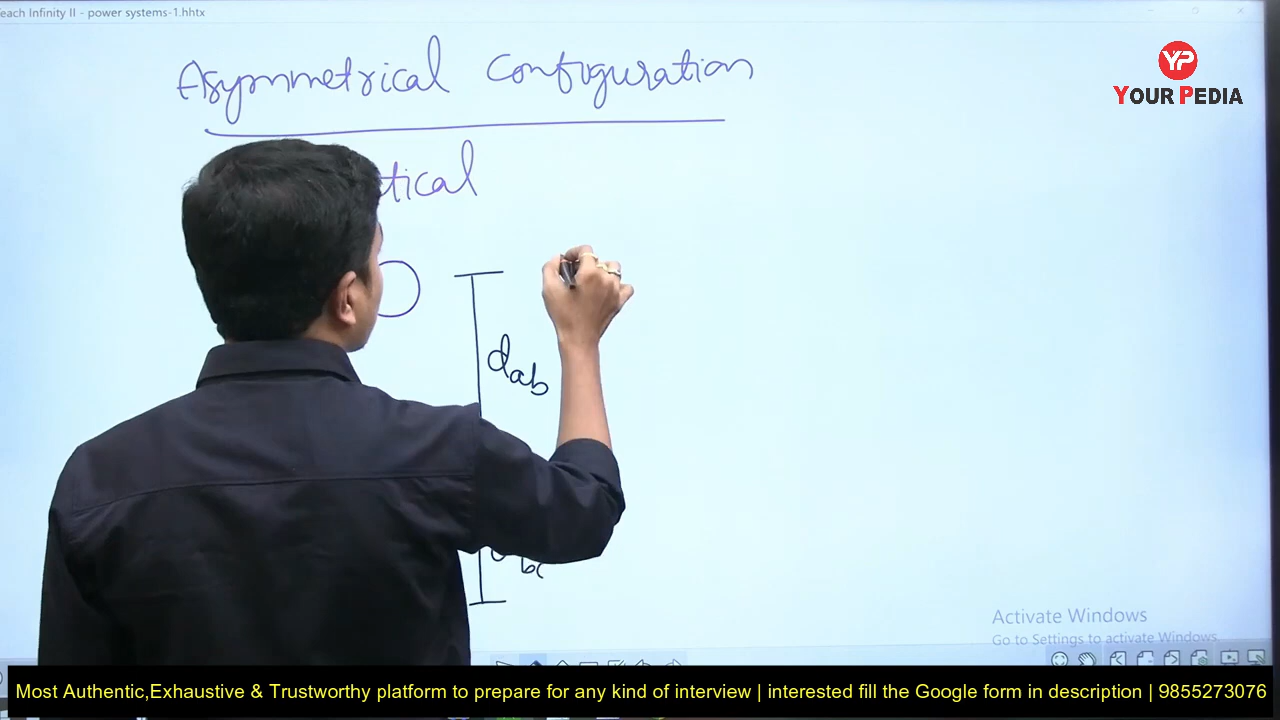 each Infinity II - power systems-1.hhtx
YP
YOUR PEDIA
Asymmetrical Configuration
tical
dab
bc
Activate Windows
Go to Settings to activate Windows.
Most Authentic,Exhaustive & Trustworthy platform to prepare for any kind of interview | interested fill the Google form in description | 9855273076